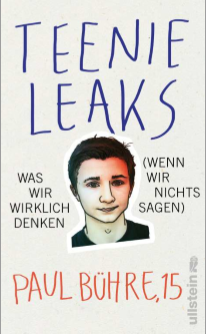 TEENIE
LEAKS
WAS
WIR
WIRKLICH
DENKEN
(WENN
WIR
NICHTS
SAGEN)
PAUL BÜHRE, 15
ullstein